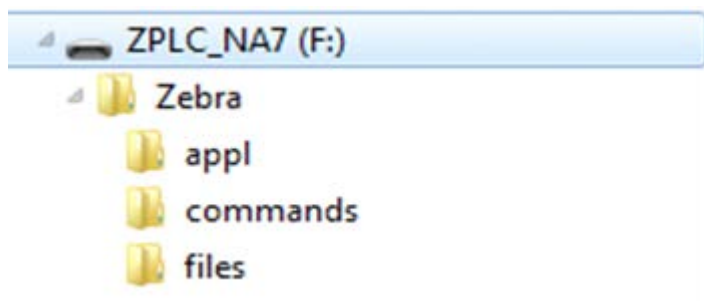 ZPLC_NA7 (F:)
Zebra
appl
commands
files